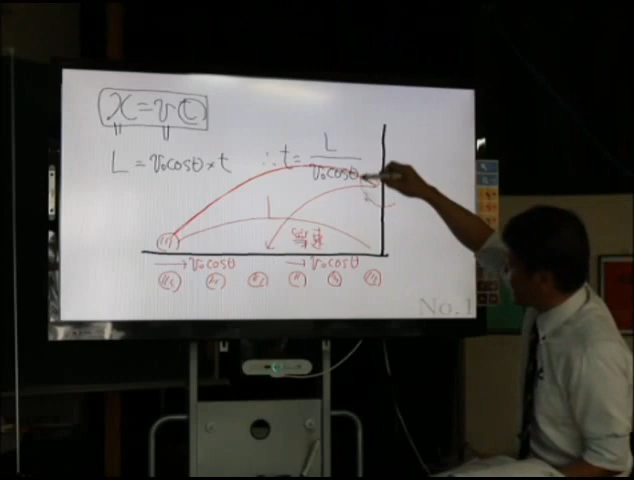 x = v t
L = v₀cosθ × t ∴ t = L / v₀cosθ
L
等速
→ v₀cosθ → v₀cosθ
No.1